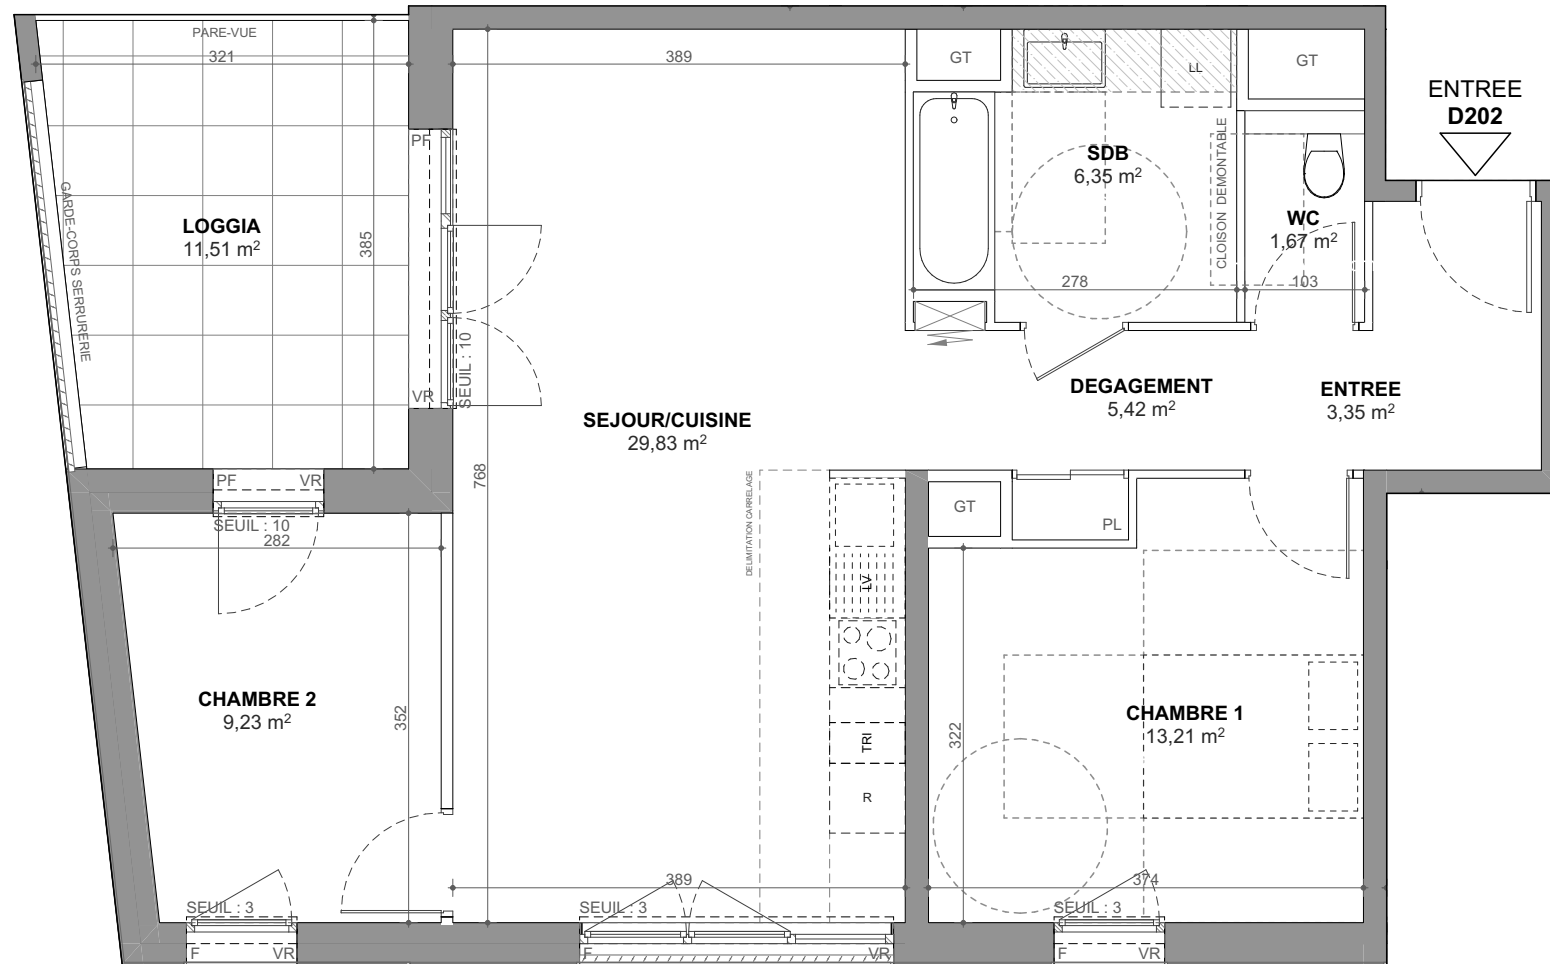 PARE-VUE
321
389
GT
LL
GT
ENTREE
D202
PF
CLOISON DEMONTABLE
SDB
6,35 m²
GARDE-CORPS SERRURERIE
LOGGIA
11,51 m²
385
WC
1,67 m²
278
103
SEUIL : 10
VR
DEGAGEMENT
5,42 m²
ENTREE
3,35 m²
SEJOUR/CUISINE
29,83 m²
768
DELIMITATION CARRELAGE
PF
VR
SEUIL : 10
282
GT
PL
LV
CHAMBRE 2
9,23 m²
352
CHAMBRE 1
13,21 m²
322
TRI
R
389
374
SEUIL : 3
SEUIL : 3
SEUIL : 3
F
VR
F
VR
F
VR